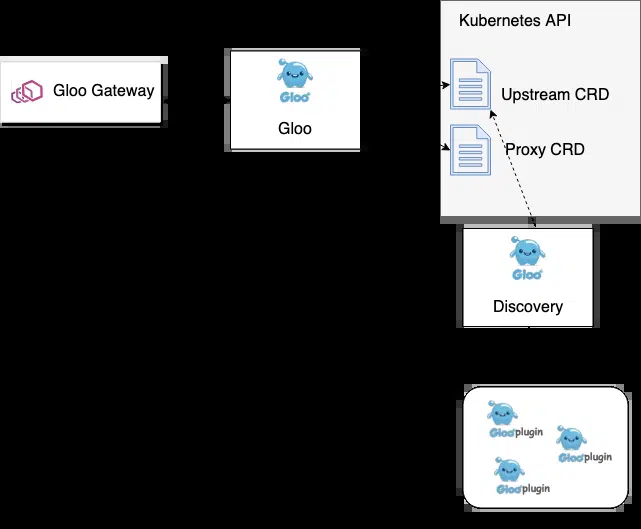 Kubernetes API
Gloo Gateway
Gloo
Gloo
Upstream CRD
Proxy CRD
Gloo
Discovery
Gloo plugin
Gloo plugin
Gloo plugin